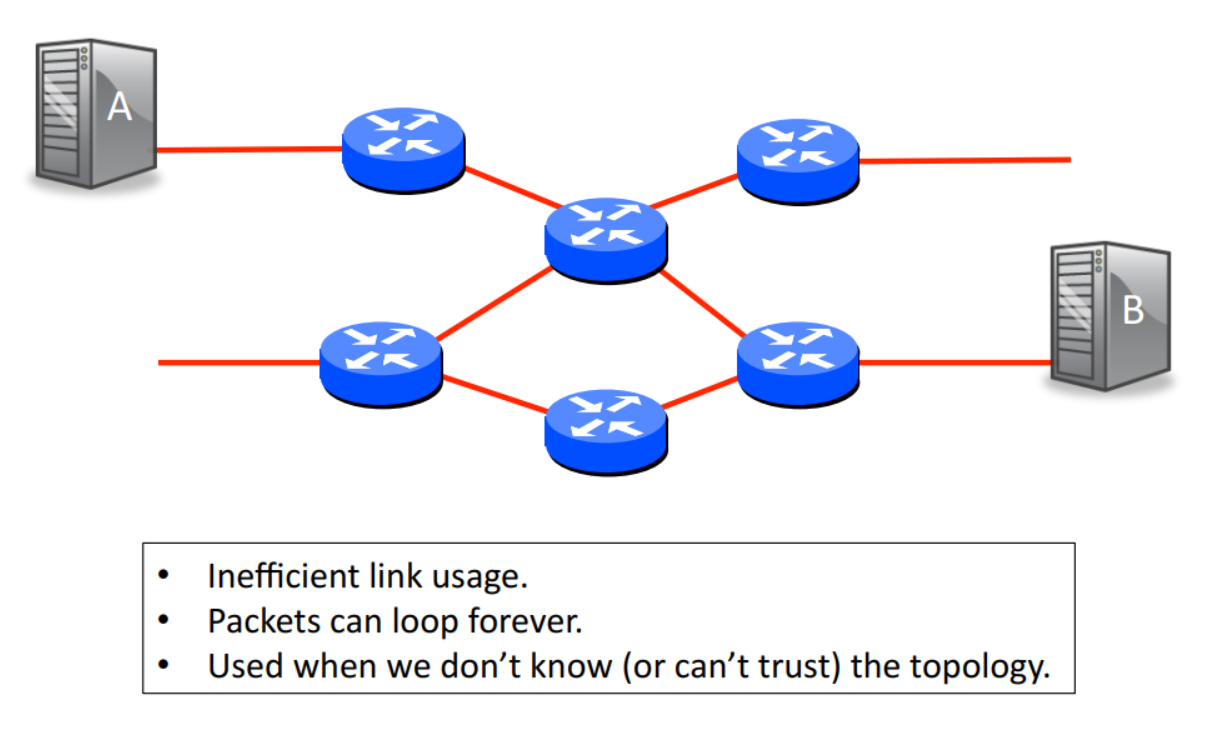 A
B
• Inefficient link usage.
• Packets can loop forever.
• Used when we don’t know (or can’t trust) the topology.